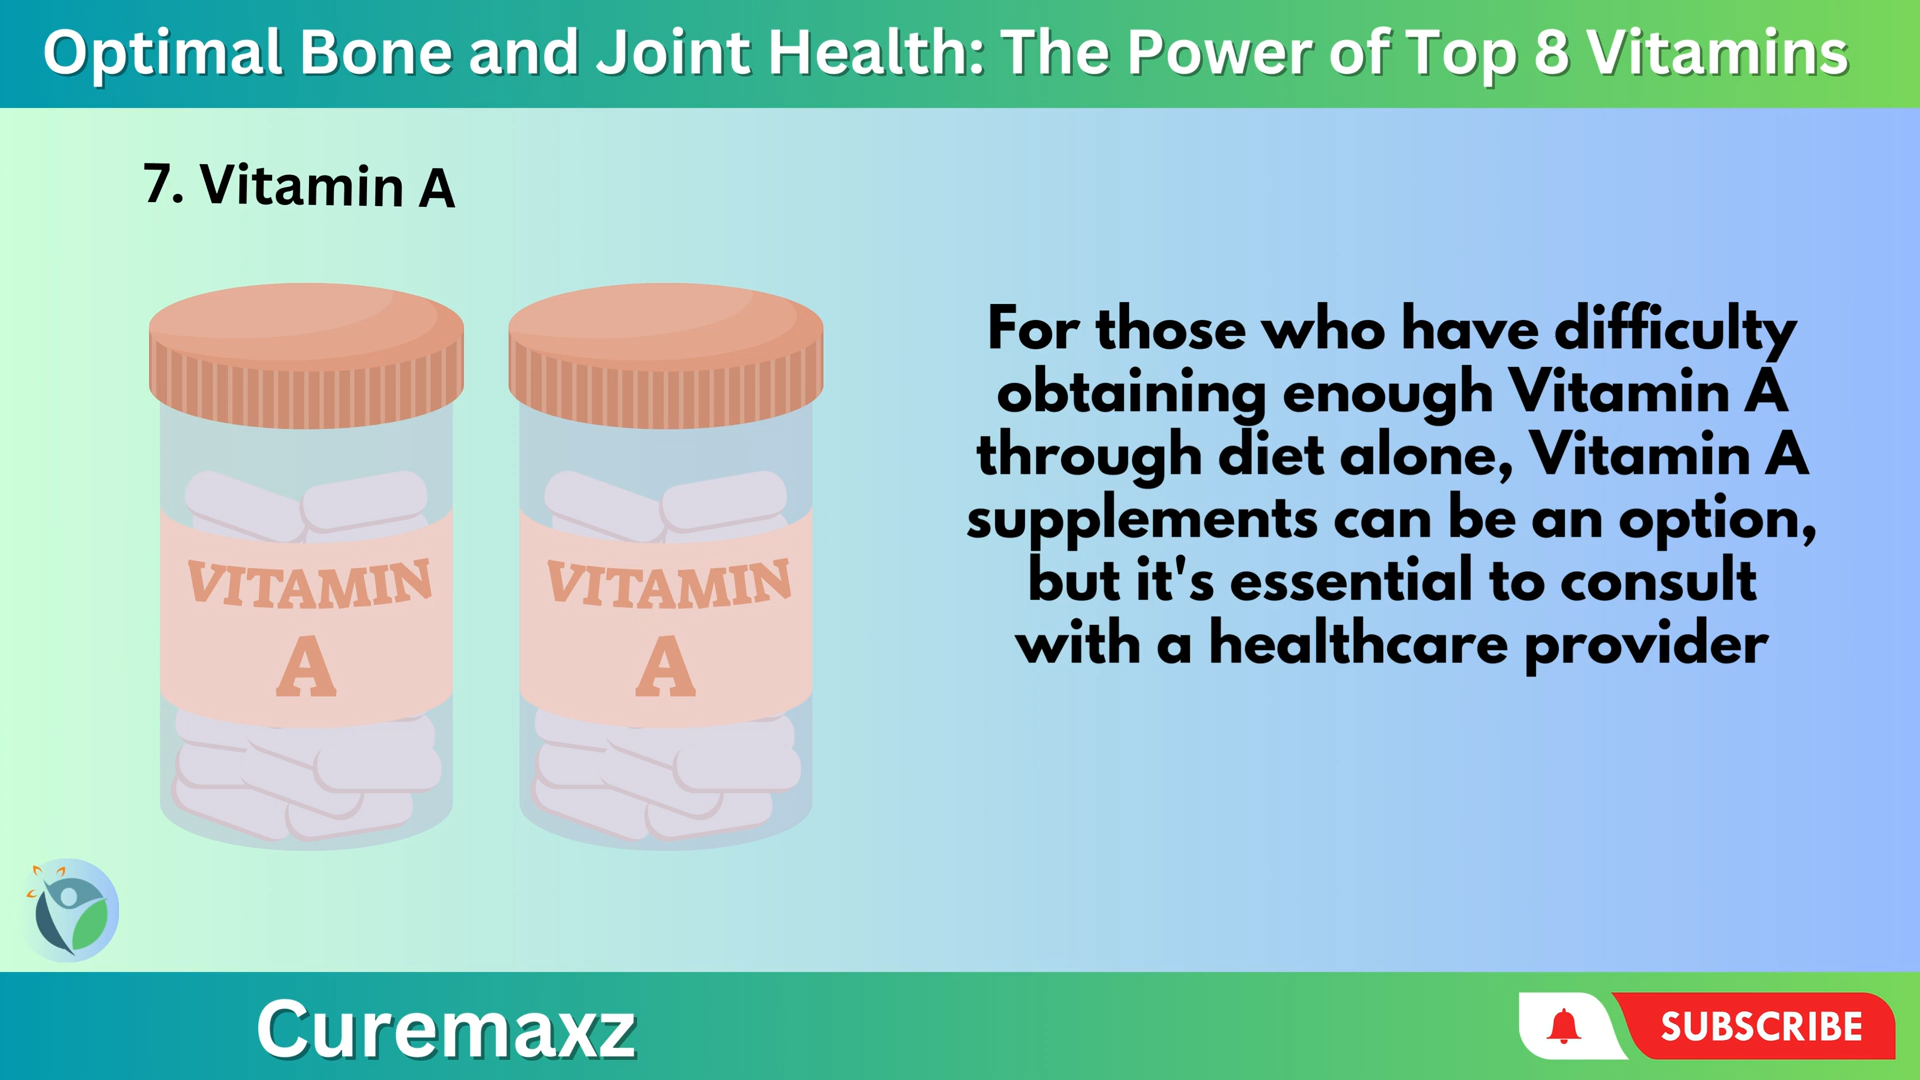 Optimal Bone and Joint Health: The Power of Top 8 Vitamins
7. Vitamin A
VITAMIN
A
VITAMIN
A
For those who have difficulty
obtaining enough Vitamin A
through diet alone, Vitamin A
supplements can be an option,
but it's essential to consult
with a healthcare provider
Curemaxz
SUBSCRIBE